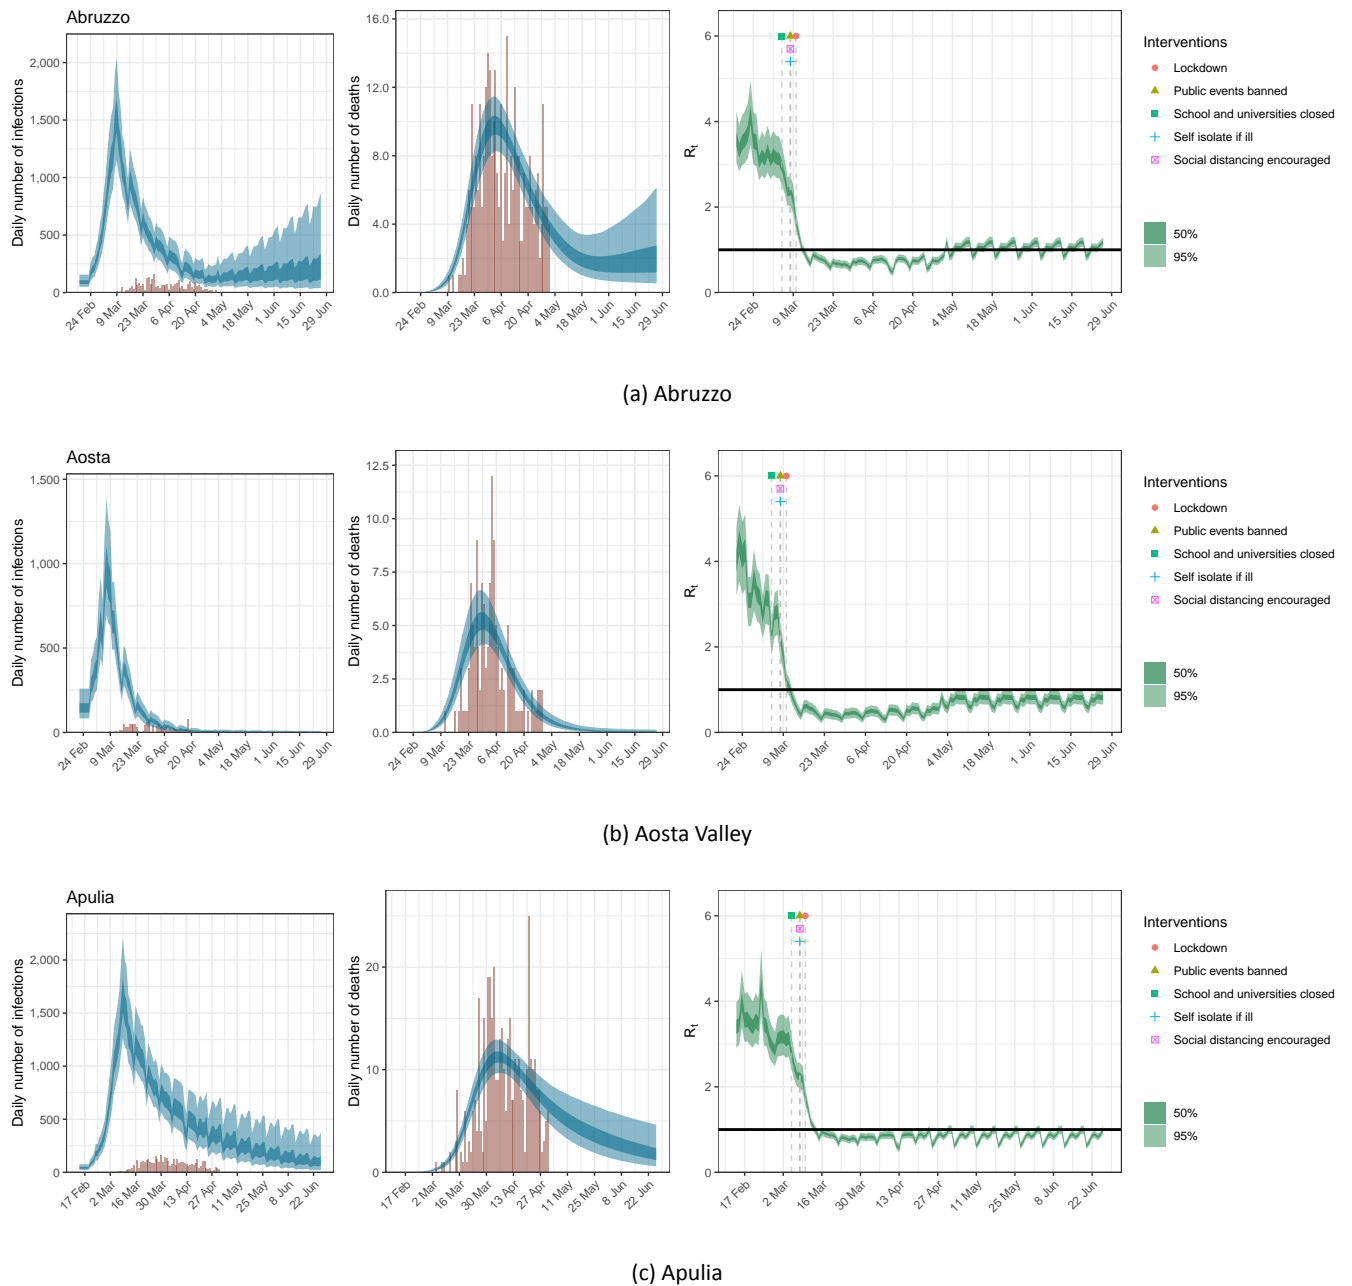 Abruzzo
Daily number of infections
2,000
1,500
1,000
500
0
24 Feb
9 Mar
23 Mar
6 Apr
20 Apr
4 May
18 May
1 Jun
15 Jun
29 Jun
Daily number of deaths
16.0
12.0
8.0
4.0
0.0
24 Feb
9 Mar
23 Mar
6 Apr
20 Apr
4 May
18 May
1 Jun
15 Jun
29 Jun
Rt
6
4
2
0
24 Feb
9 Mar
23 Mar
6 Apr
20 Apr
4 May
18 May
1 Jun
15 Jun
29 Jun
Interventions
Lockdown
Public events banned
School and universities closed
Self isolate if ill
Social distancing encouraged
50%
95%
(a) Abruzzo
Aosta
Daily number of infections
1,500
1,000
500
0
24 Feb
9 Mar
23 Mar
6 Apr
20 Apr
4 May
18 May
1 Jun
15 Jun
29 Jun
Daily number of deaths
12.5
10.0
7.5
5.0
2.5
0.0
24 Feb
9 Mar
23 Mar
6 Apr
20 Apr
4 May
18 May
1 Jun
15 Jun
29 Jun
Rt
6
4
2
0
24 Feb
9 Mar
23 Mar
6 Apr
20 Apr
4 May
18 May
1 Jun
15 Jun
29 Jun
Interventions
Lockdown
Public events banned
School and universities closed
Self isolate if ill
Social distancing encouraged
50%
95%
(b) Aosta Valley
Apulia
Daily number of infections
2,000
1,500
1,000
500
0
17 Feb
2 Mar
16 Mar
30 Mar
13 Apr
27 Apr
11 May
25 May
8 Jun
22 Jun
Daily number of deaths
20
10
0
17 Feb
2 Mar
16 Mar
30 Mar
13 Apr
27 Apr
11 May
25 May
8 Jun
22 Jun
Rt
6
4
2
0
17 Feb
2 Mar
16 Mar
30 Mar
13 Apr
27 Apr
11 May
25 May
8 Jun
22 Jun
Interventions
Lockdown
Public events banned
School and universities closed
Self isolate if ill
Social distancing encouraged
50%
95%
(c) Apulia